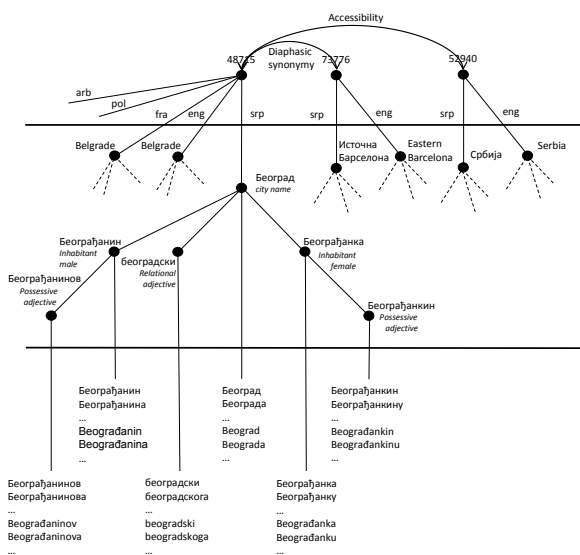 Accessibility
48715
73776
52940
Diaphasic
synonymy
arb
pol
fra
eng
srp
srp
eng
srp
eng
Belgrade
Belgrade
Источна
Барселона
Eastern
Barcelona
Србија
Serbia
Београд
city name
Београђанин
Inhabitant
male
београдски
Relational
adjective
Београђанка
Inhabitant
female
Београђанинов
Possessive
adjective
Београђанкин
Possessive
adjective
Београђанин
Београђанина
...
Beograđanin
Beograđanina
...
Београд
Београда
...
Beograd
Beograda
...
Београђанкин
Београђанкину
...
Beograđankin
Beograđankinu
...
Београђанинов
Београђанинова
...
Beograđaninov
Beograđaninova
...
београдски
београдскога
...
beogradski
beogradskoga
...
Београђанка
Београђанку
...
Beograđanka
Beograđanku
...